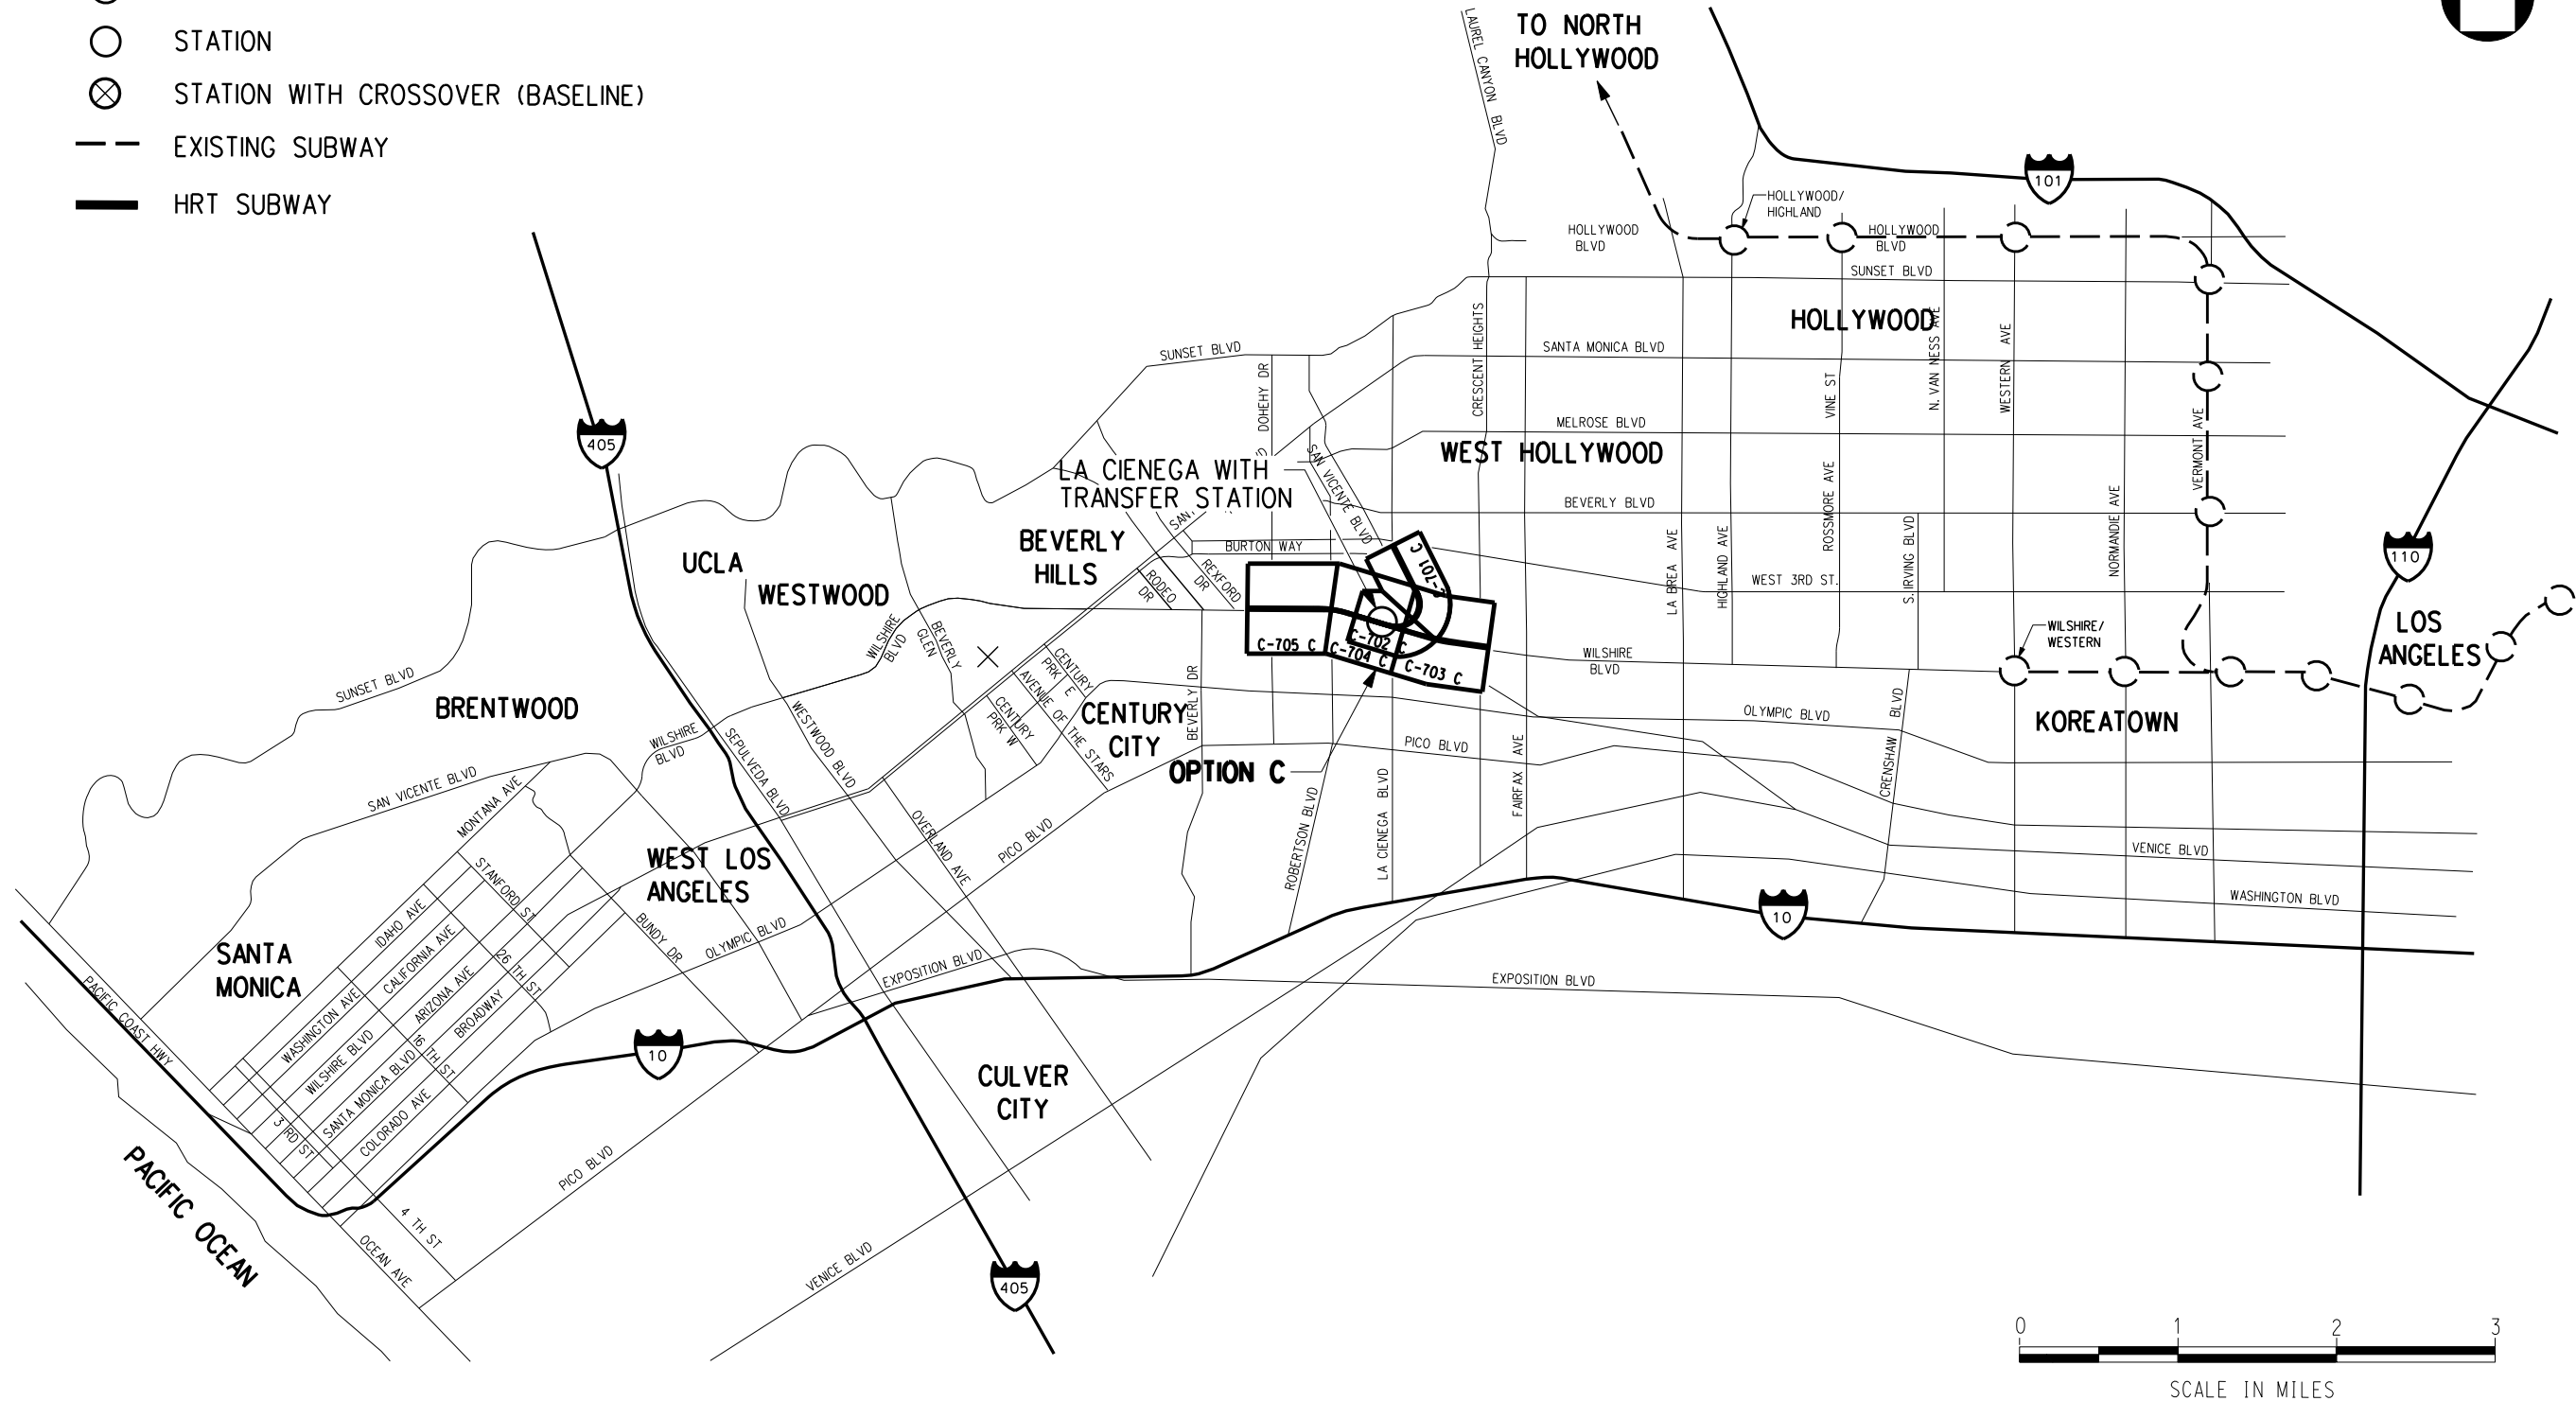 STATION
STATION WITH CROSSOVER (BASELINE)
EXISTING SUBWAY
HRT SUBWAY
TO NORTH
HOLLYWOOD
LAUREL CANYON BLVD
101
HOLLYWOOD/
HIGHLAND
HOLLYWOOD
BLVD
HOLLYWOOD
BLVD
SUNSET BLVD
HOLLYWOOD
CRESCENT HEIGHTS
N. VAN NESS AVE
WESTERN AVE
SANTA MONICA BLVD
SUNSET BLVD
DOHEHY DR
VINE ST
MELROSE BLVD
WEST HOLLYWOOD
VERMONT AVE
405
LA CIENEGA WITH
TRANSFER STATION
SAN VICENTE BLVD
BEVERLY BLVD
ROSSMORE AVE
NORMANDIE AVE
LA BREA AVE
HIGHLAND AVE
S. IRVING BLVD
110
BEVERLY
HILLS
BURTON WAY
UCLA
WESTWOOD
RODEO
DR
REXFORD
DR
C-701 C
WEST 3RD ST.
LOS
ANGELES
WILSHIRE/
WESTERN
WILSHIRE
BLVD
BEVERLY
GLEN
C-705 C
C-702 C
C-704 C
C-703 C
WILSHIRE
BLVD
CENTURY
PRK E
AVENUE OF THE STARS
CENTURY
PRK W
SUNSET BLVD
BRENTWOOD
CENTURY
CITY
BEVERLY DR
OLYMPIC BLVD
CRENSHAW BLVD
KOREATOWN
WILSHIRE
BLVD
SEPULVEDA BLVD
WESTWOOD BLVD
PICO BLVD
FAIRFAX AVE
OPTION C
ROBERTSON BLVD
LA CIENEGA BLVD
SAN VICENTE BLVD
MONTANA AVE
OVERLAND AVE
PICO BLVD
VENICE BLVD
WEST LOS
ANGELES
STANFORD ST
WASHINGTON BLVD
10
IDAHO AVE
CALIFORNIA AVE
BUNDY DR
OLYMPIC BLVD
SANTA
MONICA
26 TH ST
ARIZONA AVE
EXPOSITION BLVD
EXPOSITION BLVD
PACIFIC COAST HWY
WASHINGTON AVE
BROADWAY
16 TH ST
WILSHIRE BLVD
SANTA MONICA BLVD
10
COLORADO AVE
3 RD ST
CULVER
CITY
PICO BLVD
PACIFIC OCEAN
4 TH ST
OCEAN AVE
VENICE BLVD
405
0 1 2 3
SCALE IN MILES